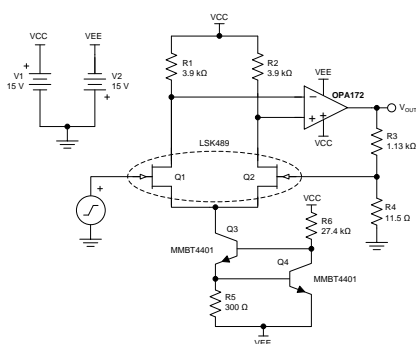 VCC
VCC
VEE
V1
15 V
V2
15 V
R1
3.9 kΩ
R2
3.9 kΩ
VEE
OPA172
VCC
VOUT
R3
1.13 kΩ
R4
11.5 Ω
LSK489
Q1
Q2
VCC
R6
27.4 kΩ
Q3
Q4
MMBT4401
MMBT4401
R5
300 Ω
VEE